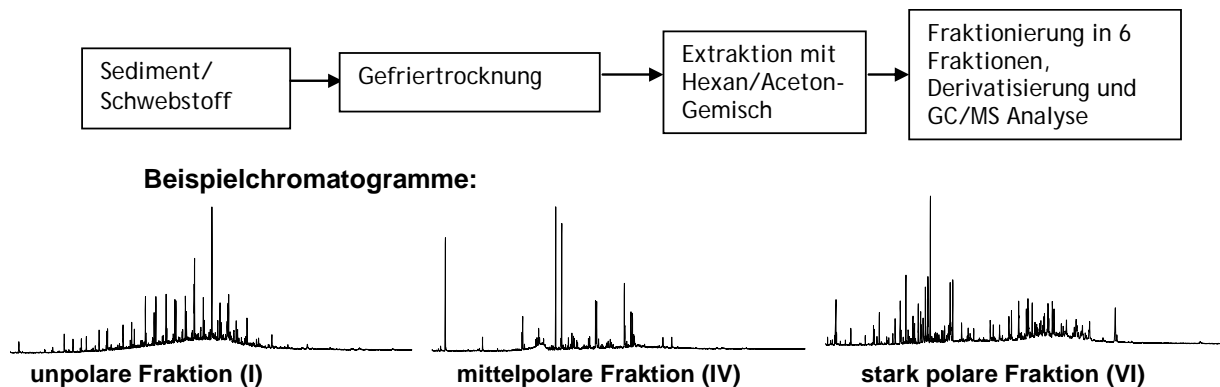 Sediment/
Schwebstoff
Gefriertrocknung
Extraktion mit
Hexan/Aceton-
Gemisch
Fraktionierung in 6
Fraktionen,
Derivatisierung und
GC/MS Analyse
Beispielchromatogramme:
unpolare Fraktion (I)
mittelpolare Fraktion (IV)
stark polare Fraktion (VI)